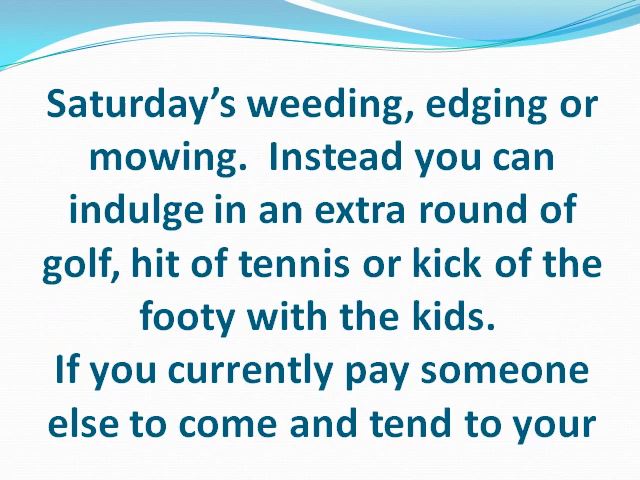 Saturday’s weeding, edging or
mowing.  Instead you can
indulge in an extra round of
golf, hit of tennis or kick of the
footy with the kids.
If you currently pay someone
else to come and tend to your